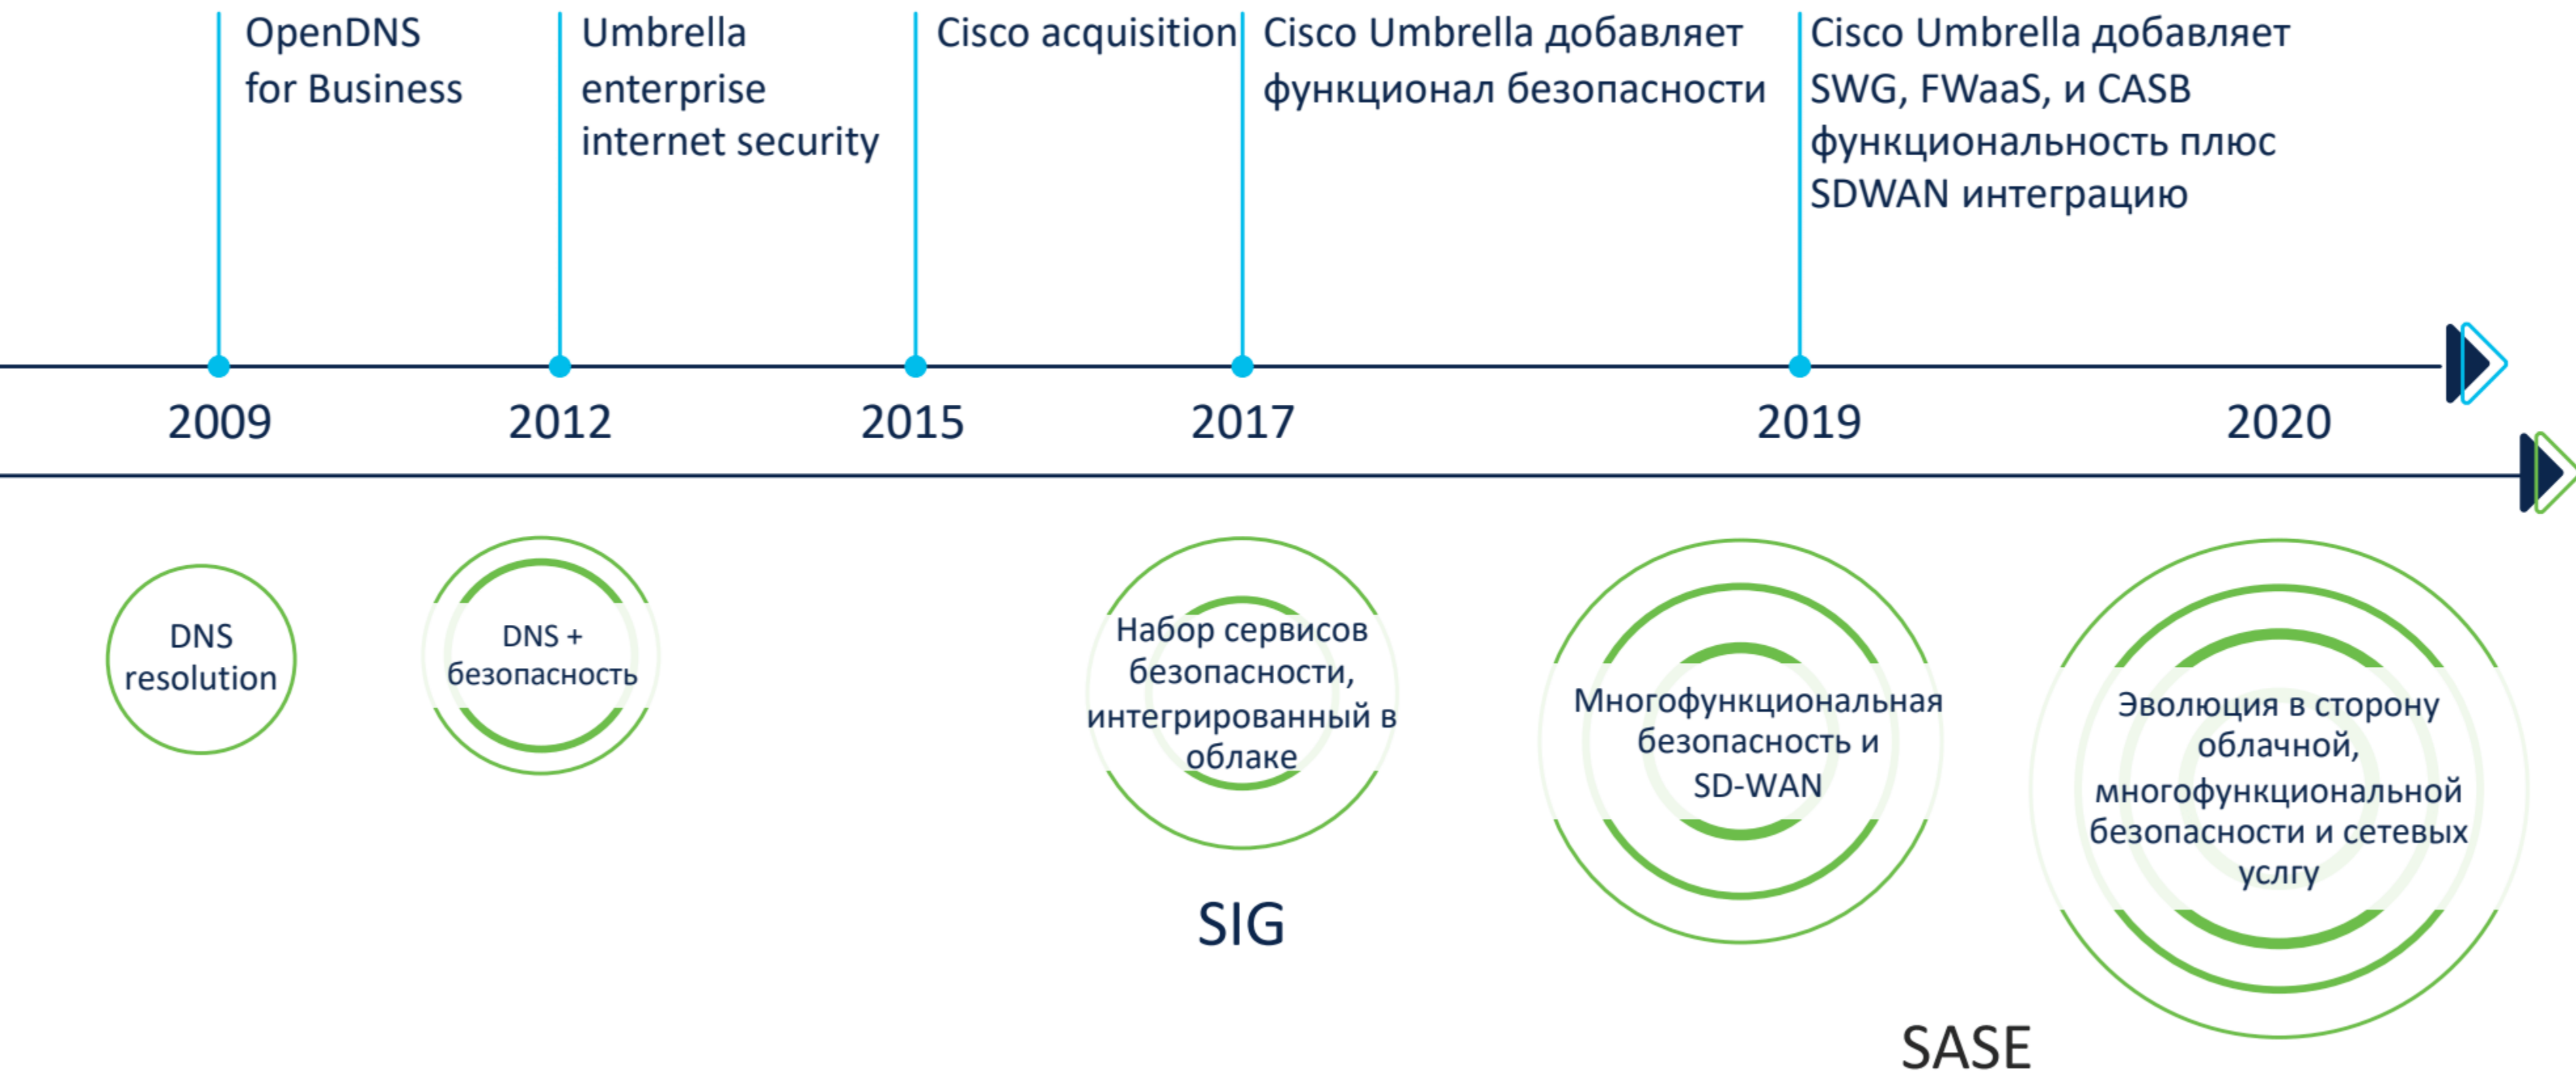 OpenDNS
for Business
Umbrella
enterprise
internet security
Cisco acquisition
Cisco Umbrella добавляет
функционал безопасности
Cisco Umbrella добавляет
SWG, FWaaS, и CASB
функциональность плюс
SDWAN интеграцию
2009
2012
2015
2017
2019
2020
DNS
resolution
DNS +
безопасность
Набор сервисов
безопасности,
интегрированный в
облаке
Многофункциональная
безопасность и
SD-WAN
Эволюция в сторону
облачной,
многофункциональной
безопасности и сетевых
услгу
SIG
SASE